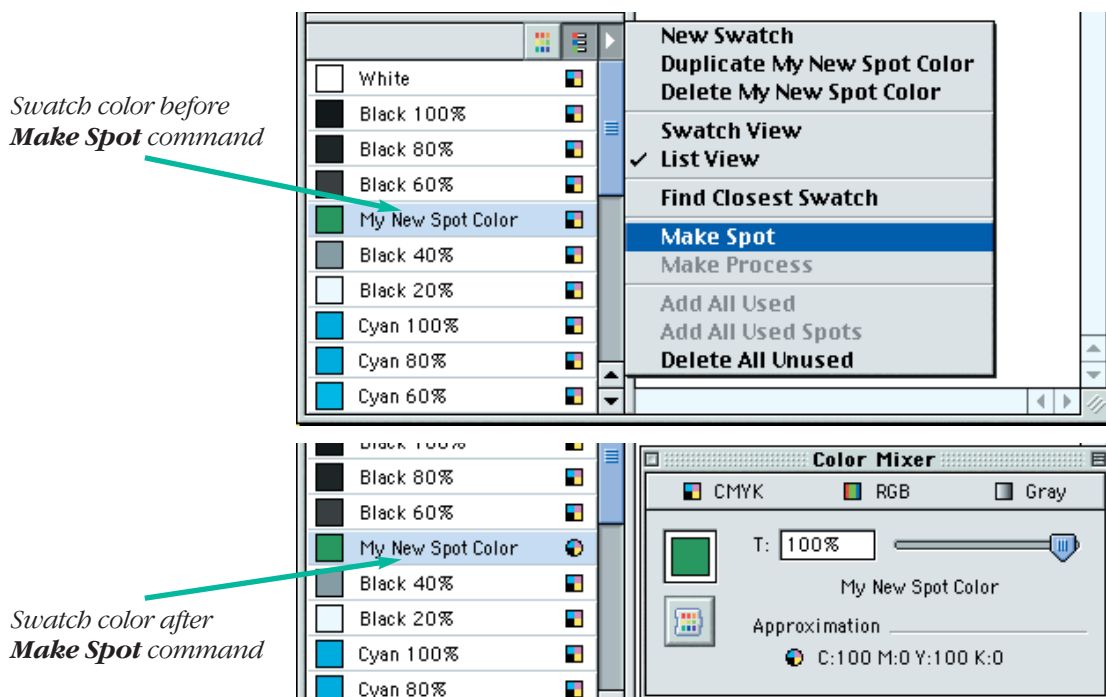 Swatch color before
Make Spot command
White
Black 100%
Black 80%
Black 60%
My New Spot Color
Black 40%
Black 20%
Cyan 100%
Cyan 80%
Cyan 60%
New Swatch
Duplicate My New Spot Color
Delete My New Spot Color
Swatch View
✓ List View
Find Closest Swatch
Make Spot
Make Process
Add All Used
Add All Used Spots
Delete All Unused
Swatch color after
Make Spot command
Black 100%
Black 80%
Black 60%
My New Spot Color
Black 40%
Black 20%
Cyan 100%
Cyan 80%
Color Mixer
CMYK RGB Gray
T: 100%
My New Spot Color
Approximation
C:100 M:0 Y:100 K:0